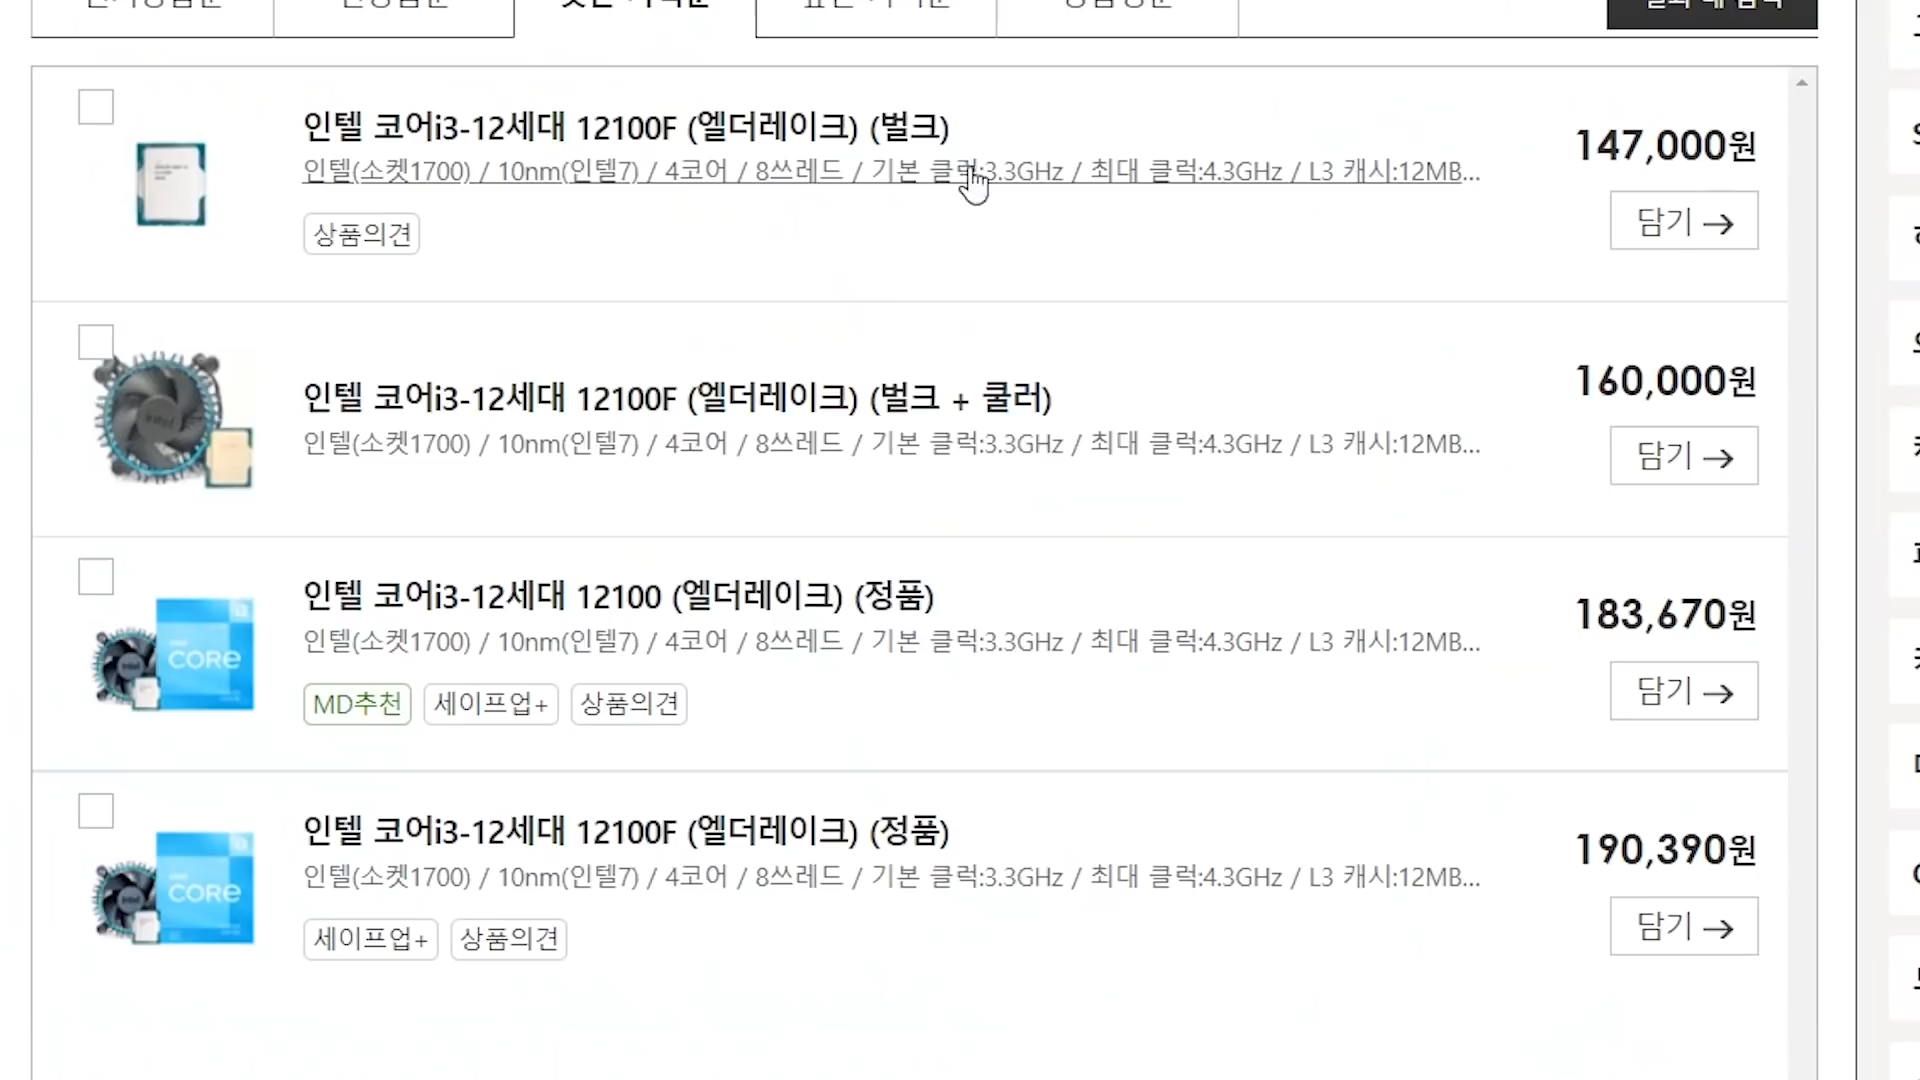 인텔 코어i3-12세대 12100F (엘더레이크) (벌크)
147,000원
인텔(소켓1700) / 10nm(인텔7) / 4코어 / 8쓰레드 / 기본 클럭:3.3GHz / 최대 클럭:4.3GHz / L3 캐시:12MB...
담기 →
상품의견
인텔 코어i3-12세대 12100F (엘더레이크) (벌크 + 쿨러)
160,000원
인텔(소켓1700) / 10nm(인텔7) / 4코어 / 8쓰레드 / 기본 클럭:3.3GHz / 최대 클럭:4.3GHz / L3 캐시:12MB...
담기 →
인텔 코어i3-12세대 12100 (엘더레이크) (정품)
183,670원
인텔(소켓1700) / 10nm(인텔7) / 4코어 / 8쓰레드 / 기본 클럭:3.3GHz / 최대 클럭:4.3GHz / L3 캐시:12MB...
CORE
담기 →
MD추천 세이프업+ 상품의견
인텔 코어i3-12세대 12100F (엘더레이크) (정품)
190,390원
인텔(소켓1700) / 10nm(인텔7) / 4코어 / 8쓰레드 / 기본 클럭:3.3GHz / 최대 클럭:4.3GHz / L3 캐시:12MB...
CORE
담기 →
세이프업+ 상품의견